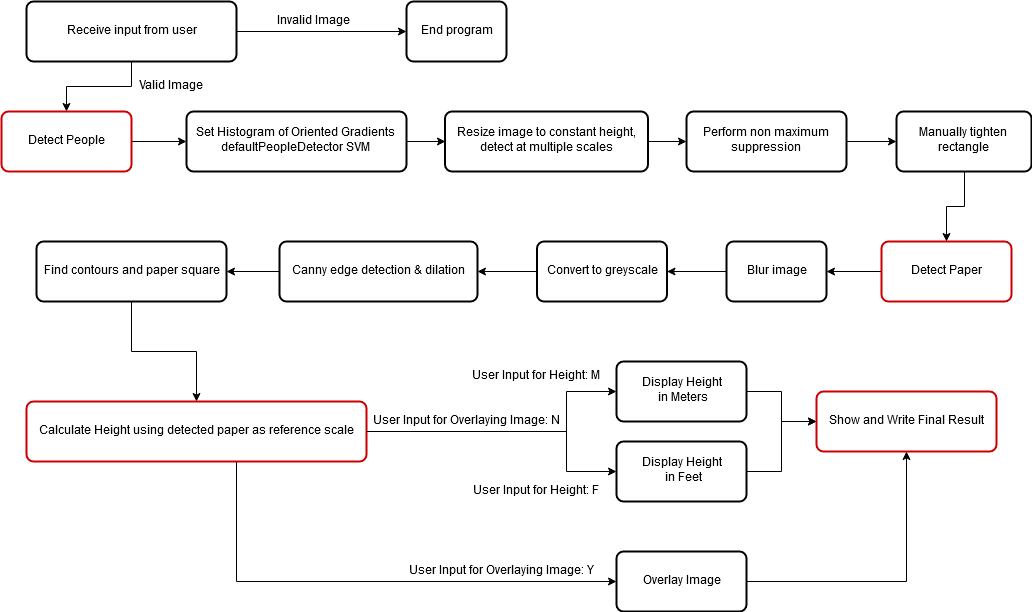 Receive input from user
Invalid Image
End program
Valid Image
Detect People
Set Histogram of Oriented Gradients
defaultPeopleDetector SVM
Resize image to constant height,
detect at multiple scales
Perform non maximum
suppression
Manually tighten
rectangle
Detect Paper
Blur image
Convert to greyscale
Canny edge detection & dilation
Find contours and paper square
Calculate Height using detected paper as reference scale
User Input for Overlaying Image: N
User Input for Height: M
Display Height
in Meters
User Input for Height: F
Display Height
in Feet
Show and Write Final Result
User Input for Overlaying Image: Y
Overlay Image